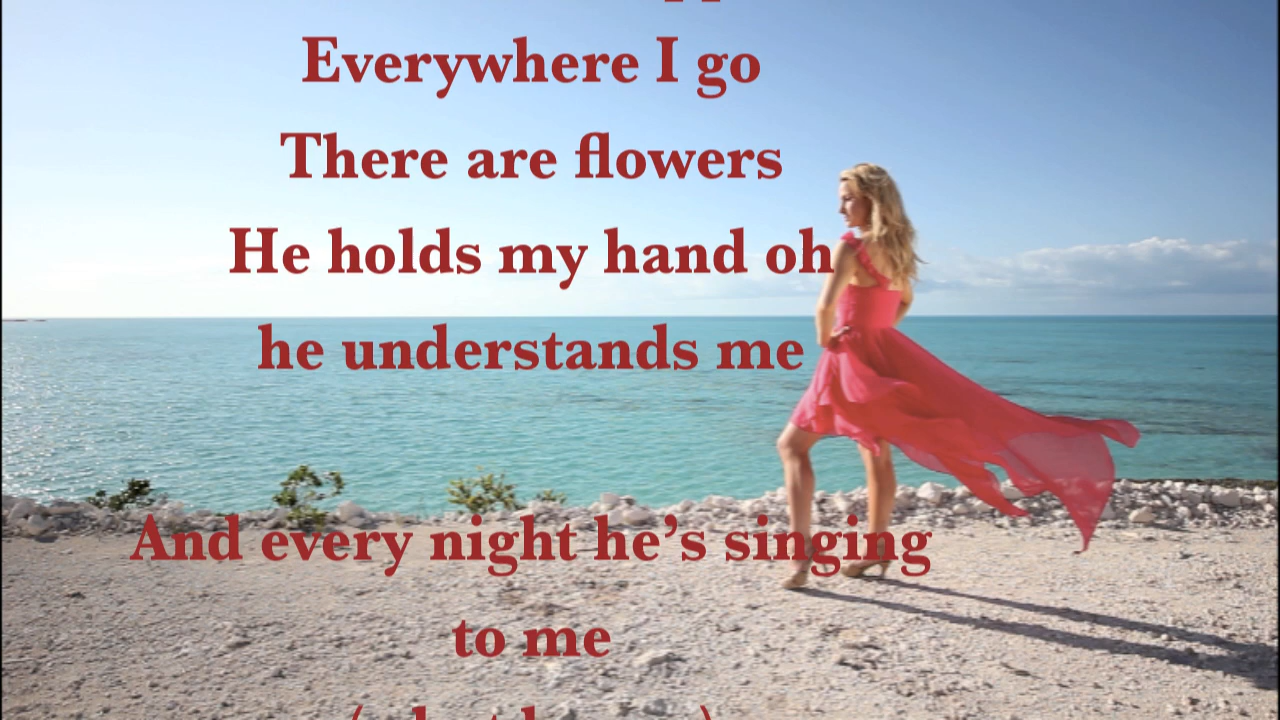 Everywhere I go
There are flowers
He holds my hand oh
he understands me
And every night he’s singing
to me